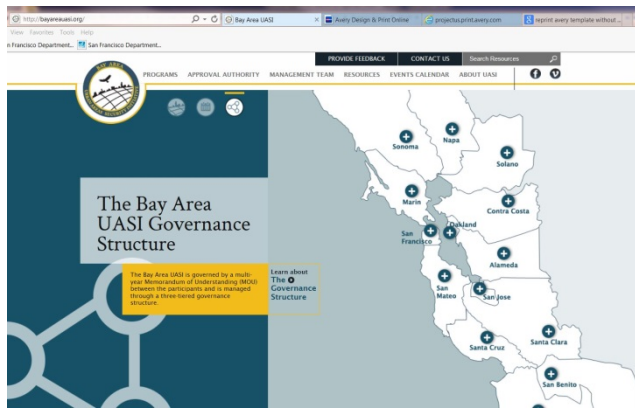 http://bayareauasi.org/
Bay Area UASI
Avery Design & Print Online
projectus.print.avery.com
reprint avery template without ...
View Favorites Tools Help
n Francisco Department...
San Francisco Department...
PROVIDE FEEDBACK
CONTACT US
Search Resources
BAY AREA
PROGRAMS
APPROVAL AUTHORITY
MANAGEMENT TEAM
RESOURCES
EVENTS CALENDAR
ABOUT UASI
Sonoma
Napa
Solano
Marin
Contra Costa
Oakland
San
Francisco
Alameda
San
Mateo
San Jose
Santa Clara
Santa Cruz
San Benito
The Bay Area
UASI Governance
Structure
The Bay Area UASI is governed by a multi-
year Memorandum of Understanding (MOU)
between the participants and is managed
through a three-tiered governance
structure.
Learn about
The
Governance
Structure